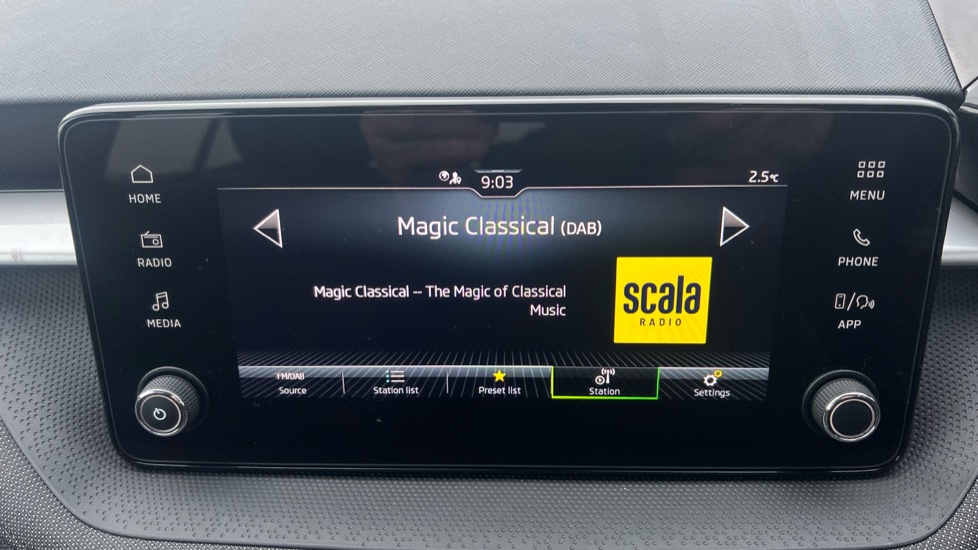 9:03
2.5°C
HOME
MENU
Magic Classical (DAB)
RADIO
PHONE
Magic Classical -- The Magic of Classical
Music
scala
RADIO
MEDIA
APP
FM/DAB
Source
Station list
Preset list
Station
Settings